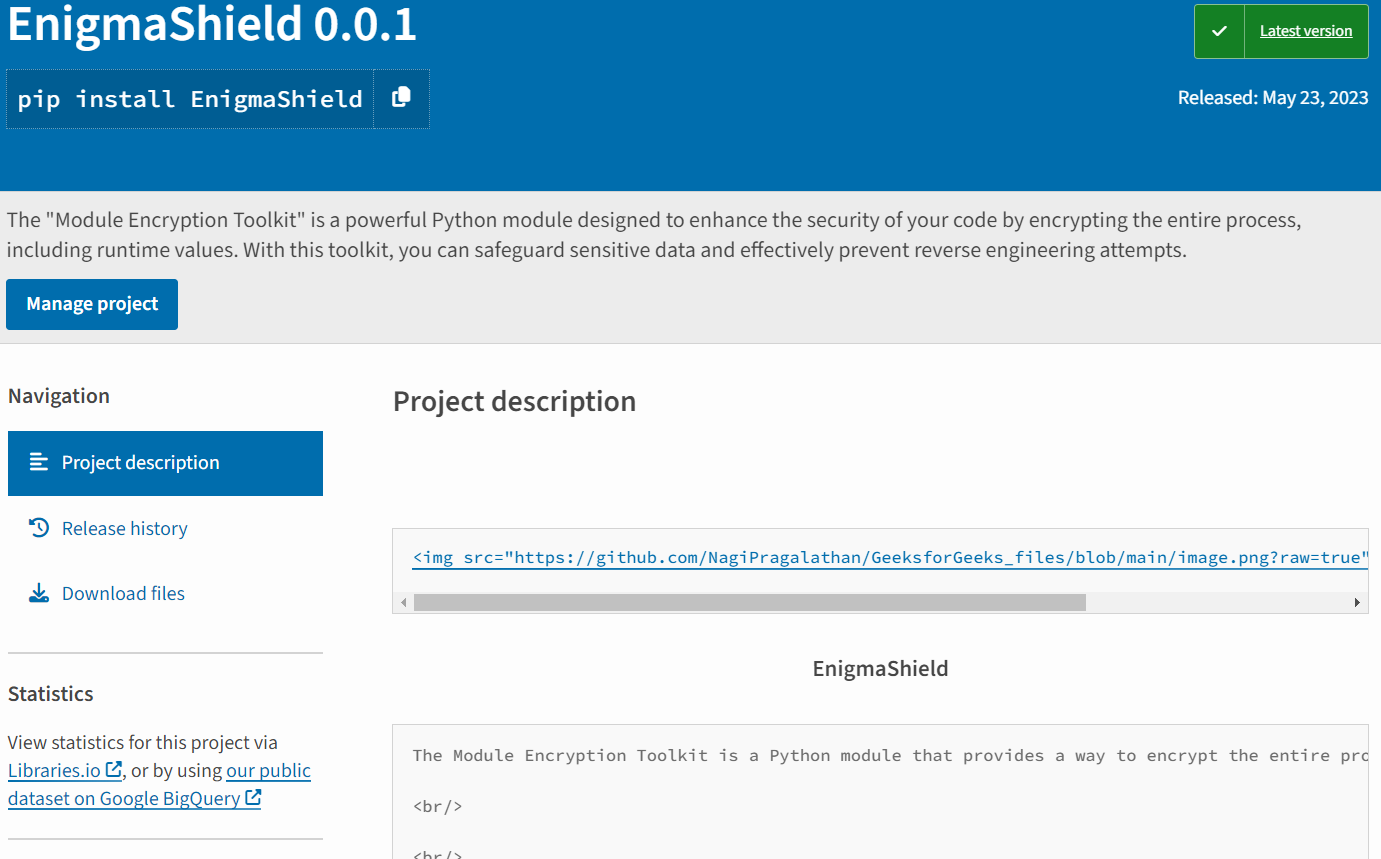 EnigmaShield 0.0.1
Latest version
pip install EnigmaShield
Released: May 23, 2023
The "Module Encryption Toolkit" is a powerful Python module designed to enhance the security of your code by encrypting the entire process,
including runtime values. With this toolkit, you can safeguard sensitive data and effectively prevent reverse engineering attempts.
Manage project
Navigation
Project description
Release history
Download files
Statistics
View statistics for this project via
Libraries.io, or by using our public
dataset on Google BigQuery
Project description
<img src="https://github.com/NagiPragalathan/GeeksforGeeks_files/blob/main/image.png?raw=true"
EnigmaShield
The Module Encryption Toolkit is a Python module that provides a way to encrypt the entire pro
<br/>
<br/>